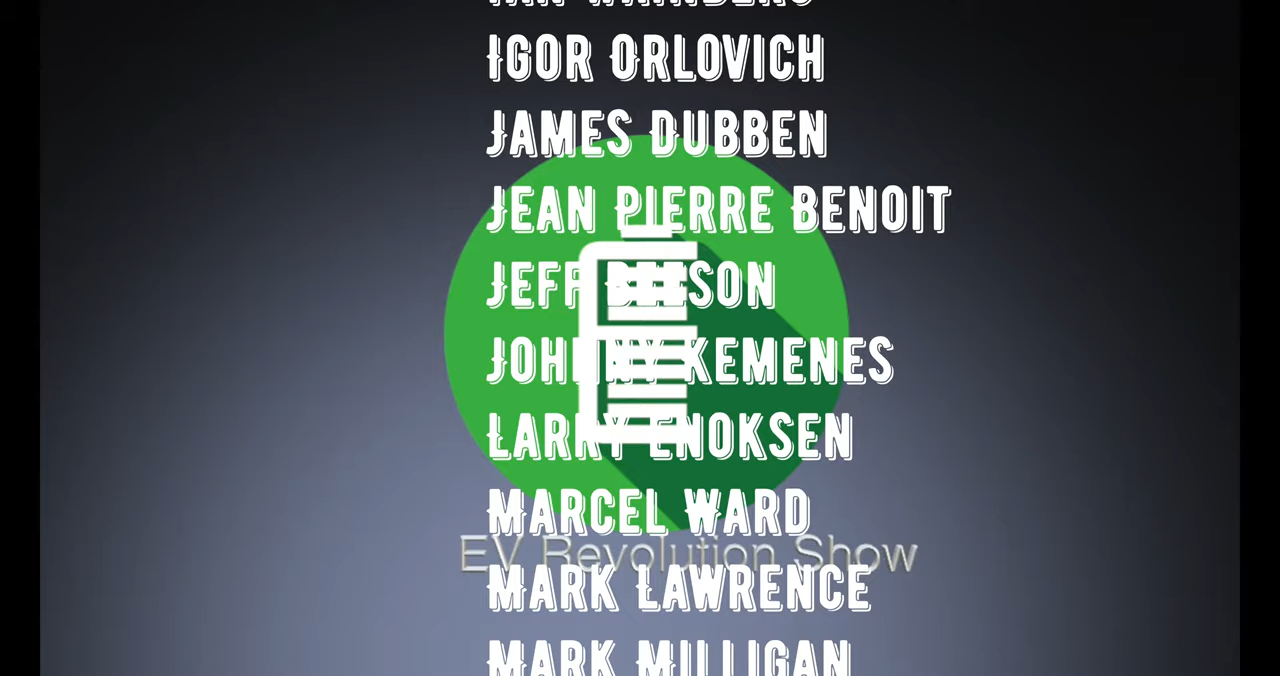 Igor Orlovich
James Dubben
Jean Pierre Benoit
Jeff
Johnny Kemenes
Larry Enoksen
Marcel Ward
EV Revolution Show
Mark Lawrence
Mark Milligan